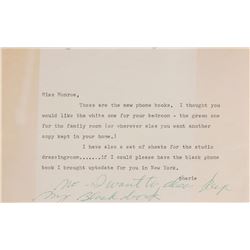 Miss Monroe,
These are the new phone books. I thought you
would like the white one for your bedroom - the green one
for the family room (or wherever else you want another
copy kept in your home.)
I have also a set of sheets for the studio
dressingroom......if I could please have the black phone
book I brought uptodate for you in New York.
Cherie
No I want to
my Black book